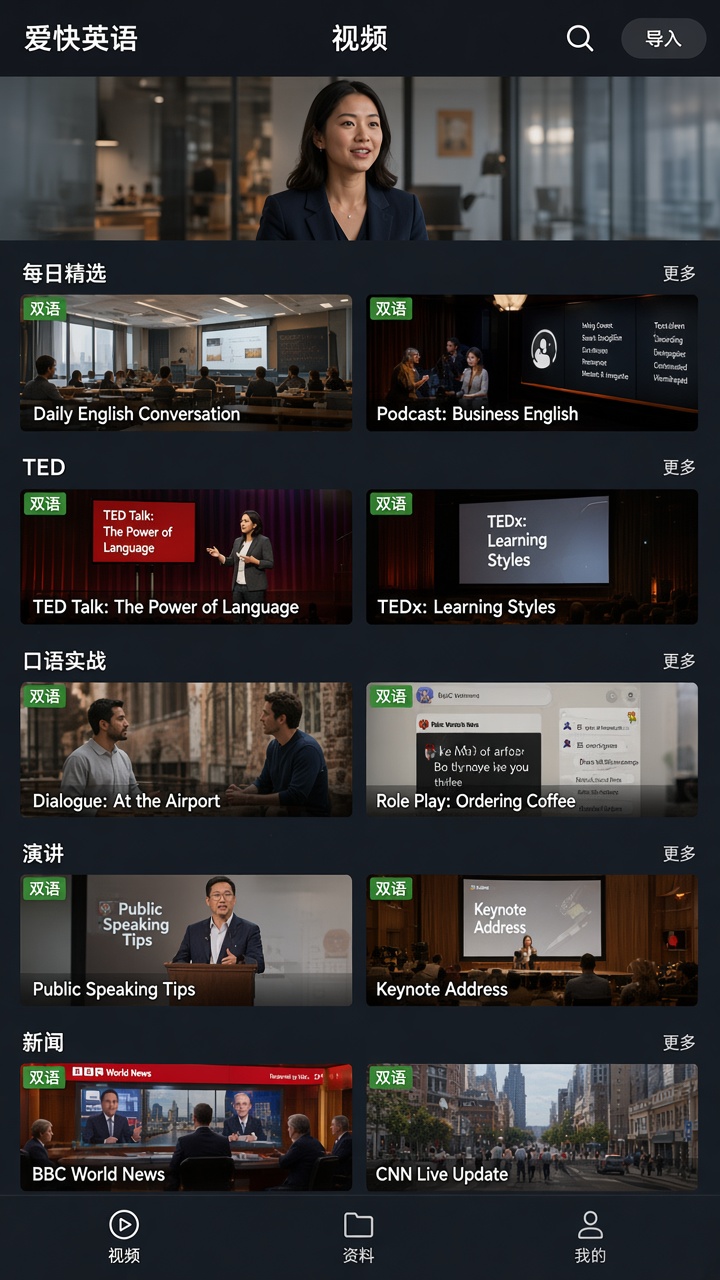 爱快英语
视频
导入
每日精选
更多
双语
Daily English Conversation
双语
Podcast: Business English
TED
更多
双语
TED Talk:
The Power of
Language
TED Talk: The Power of Language
双语
TEDx:
Learning
Styles
TEDx: Learning Styles
口语实战
更多
双语
Dialogue: At the Airport
双语
Role Play: Ordering Coffee
演讲
更多
双语
Public
Speaking
Tips
Public Speaking Tips
双语
Keynote
Address
Keynote Address
新闻
更多
双语
BBC World News
BBC World News
双语
CNN Live Update
视频
资料
我的